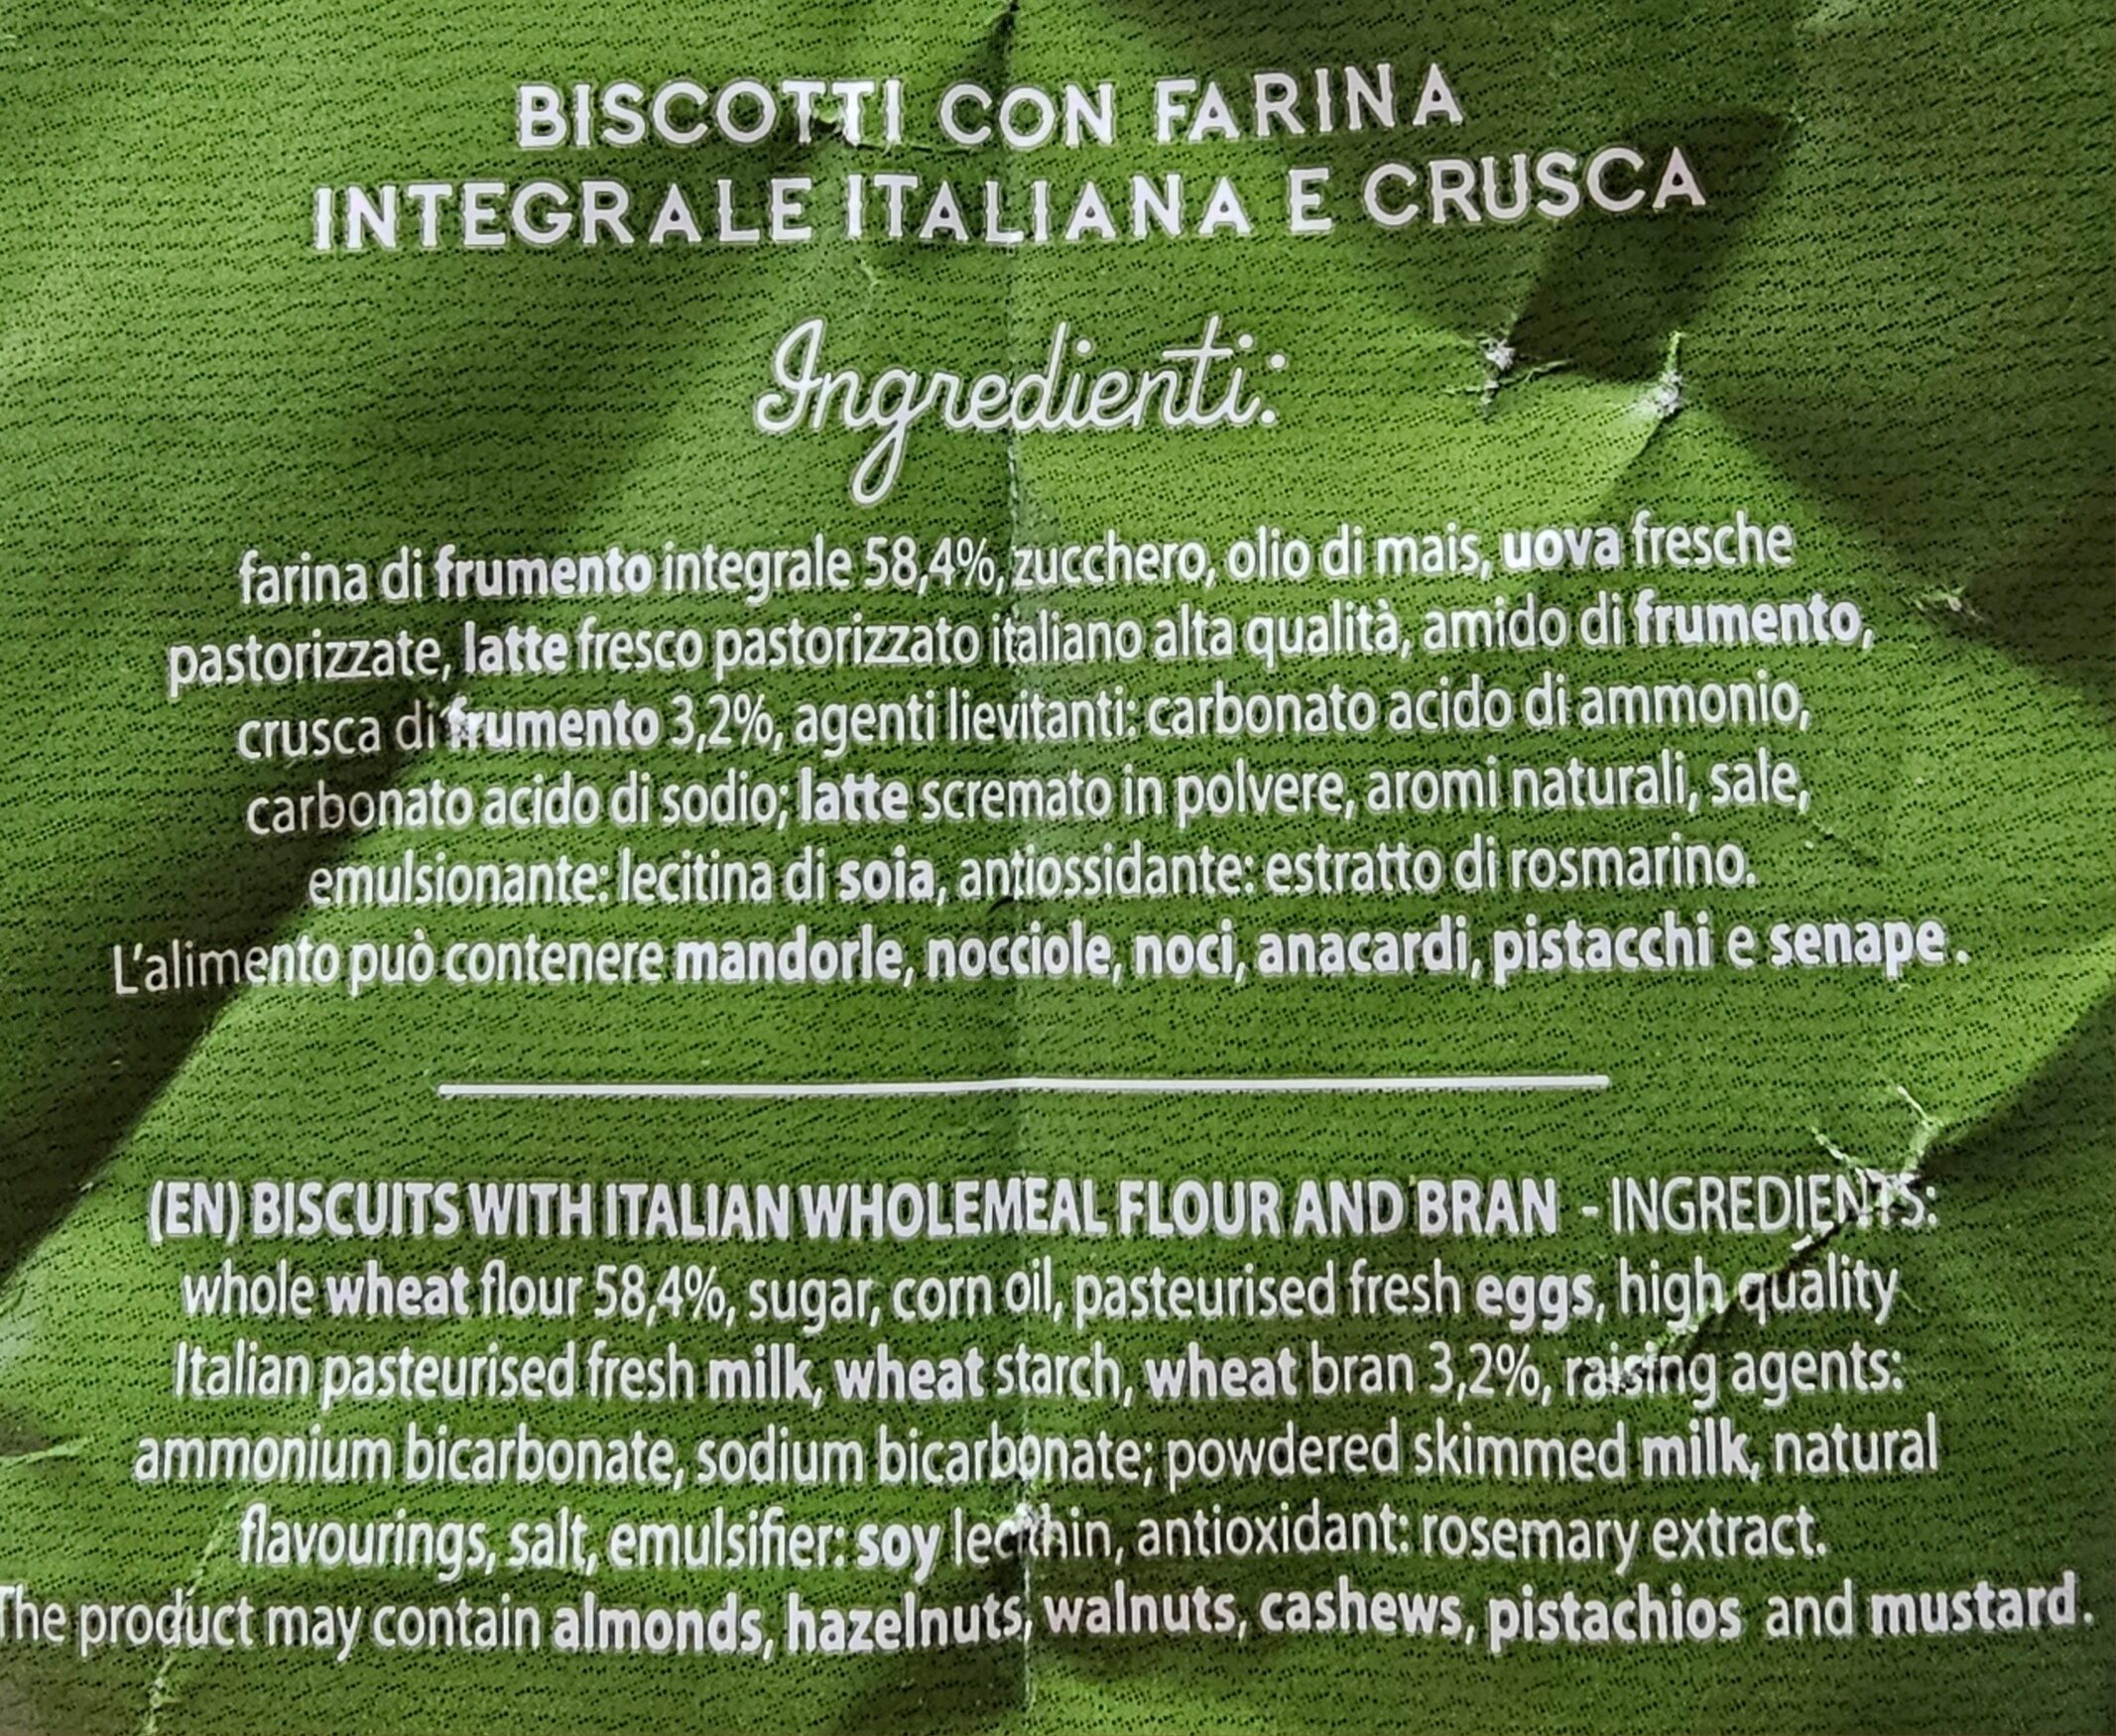 BISCOTTI CON FARINA
INTEGRALE ITALIANA E CRUSCA
Ingredienti:
farina di frumento integrale 58,4%, zucchero, olio di mais, uova fresche
pastorizzate, latte fresco pastorizzato italiano alta qualità, amido di frumento,
crusca di frumento 3,2%, agenti lievitanti: carbonato acido di ammonio,
carbonato acido di sodio; latte scremato in polvere, aromi naturali, sale,
emulsionante: lecitina di soia, antiossidante: estratto di rosmarino.
L'alimento può contenere mandorle, nocciole, noci, anacardi, pistacchi e senape.
(EN) BISCUITS WITH ITALIAN WHOLEMEAL FLOUR AND BRAN - INGREDIENTS:
whole wheat flour 58,4%, sugar, corn oil, pasteurised fresh eggs, high quality
Italian pasteurised fresh milk, wheat starch, wheat bran 3,2%, raising agents:
ammonium bicarbonate, sodium bicarbonate; powdered skimmed milk, natural
flavourings, salt, emulsifier: soy lecithin, antioxidant: rosemary extract.
The product may contain almonds, hazelnuts, walnuts, cashews, pistachios and mustard.